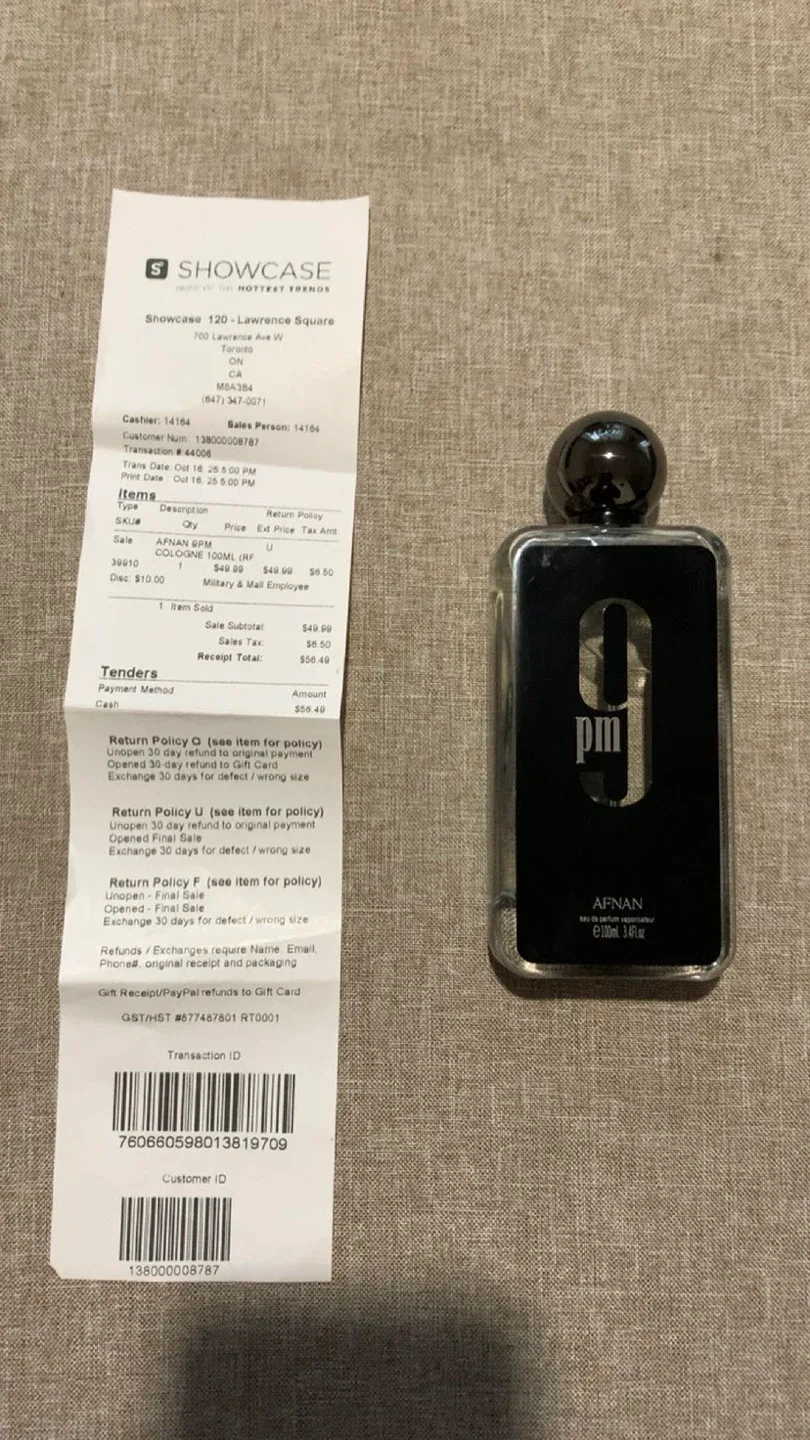 S SHOWCASE
HOME OF THE HOTTEST TRENDS
Showcase 120 - Lawrence Square
700 Lawrence Ave W
Toronto
ON
CA
M6A3B4
(647) 347-0071
Cashier: 14164 Sales Person: 14164
Customer Num: 138000008787
Transaction # 44006
Trans Date: Oct 16, 25 5:00 PM
Print Date: Oct 16, 25 5:00 PM
Items
Type Description Return Policy
SKU# Qty Price Ext Price Tax Amt
Sale AFNAN 9PM U
COLOGNE 100ML (RF
39910 1 $49.99 $49.99 $6.50
Disc: $10.00 Military & Mall Employee
1 Item Sold
Sale Subtotal: $49.99
Sales Tax: $6.50
Receipt Total: $56.49
Tenders
Payment Method Amount
Cash $56.49
Return Policy O (see item for policy)
Unopen 30 day refund to original payment
Opened 30-day refund to Gift Card
Exchange 30 days for defect / wrong size
Return Policy U (see item for policy)
Unopen 30 day refund to original payment
Opened Final Sale
Exchange 30 days for defect / wrong size
Return Policy F (see item for policy)
Unopen - Final Sale
Opened - Final Sale
Exchange 30 days for defect / wrong size
Refunds / Exchanges require Name, Email,
Phone#, original receipt and packaging
Gift Receipt/PayPal refunds to Gift Card
GST/HST #877487801 RT0001
Transaction ID
760660598013819709
Customer ID
138000008787
9
pm
AFNAN
eau de parfum vaporisateur
℮100mL 3.4Fl.oz